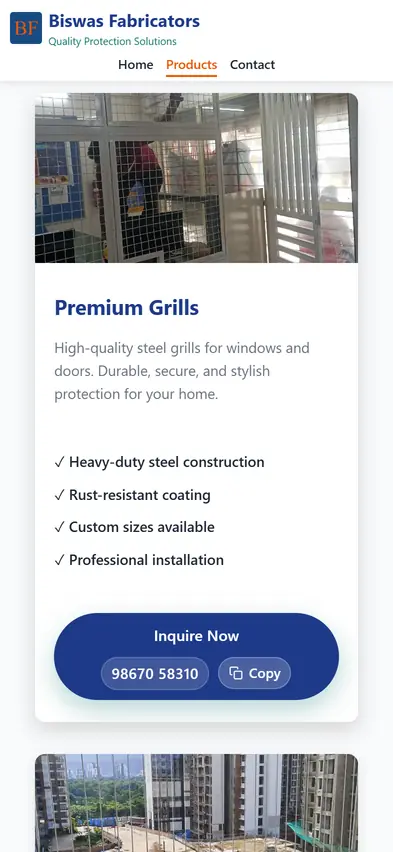 BF
Biswas Fabricators
Quality Protection Solutions
Home Products Contact
Premium Grills
High-quality steel grills for windows and
doors. Durable, secure, and stylish
protection for your home.
✓ Heavy-duty steel construction
✓ Rust-resistant coating
✓ Custom sizes available
✓ Professional installation
Inquire Now
98670 58310 Copy